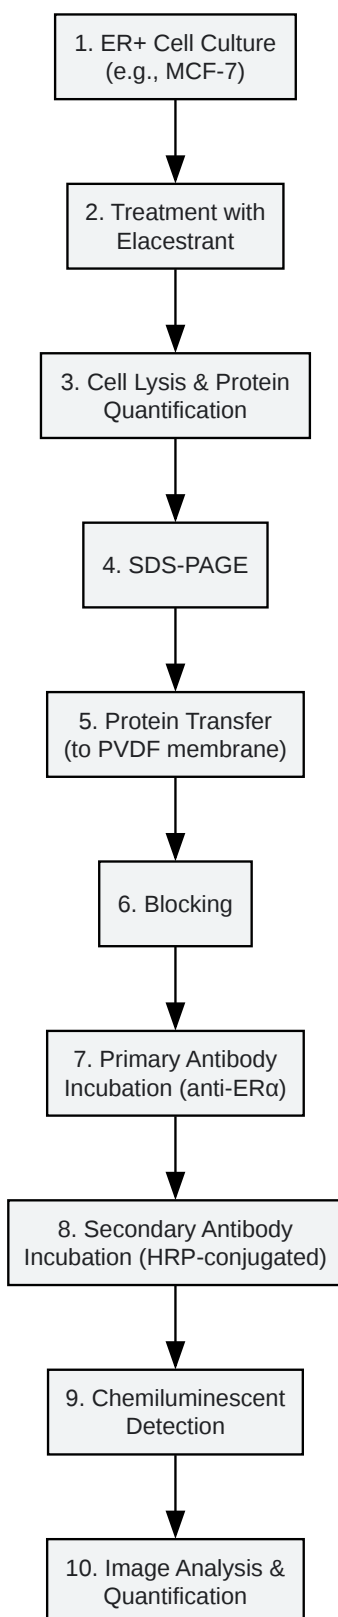 1. ER+ Cell Culture
(e.g., MCF-7)
2. Treatment with
Elacestrant
3. Cell Lysis & Protein
Quantification
4. SDS-PAGE
5. Protein Transfer
(to PVDF membrane)
6. Blocking
7. Primary Antibody
Incubation (anti-ERα)
8. Secondary Antibody
Incubation (HRP-conjugated)
9. Chemiluminescent
Detection
10. Image Analysis &
Quantification